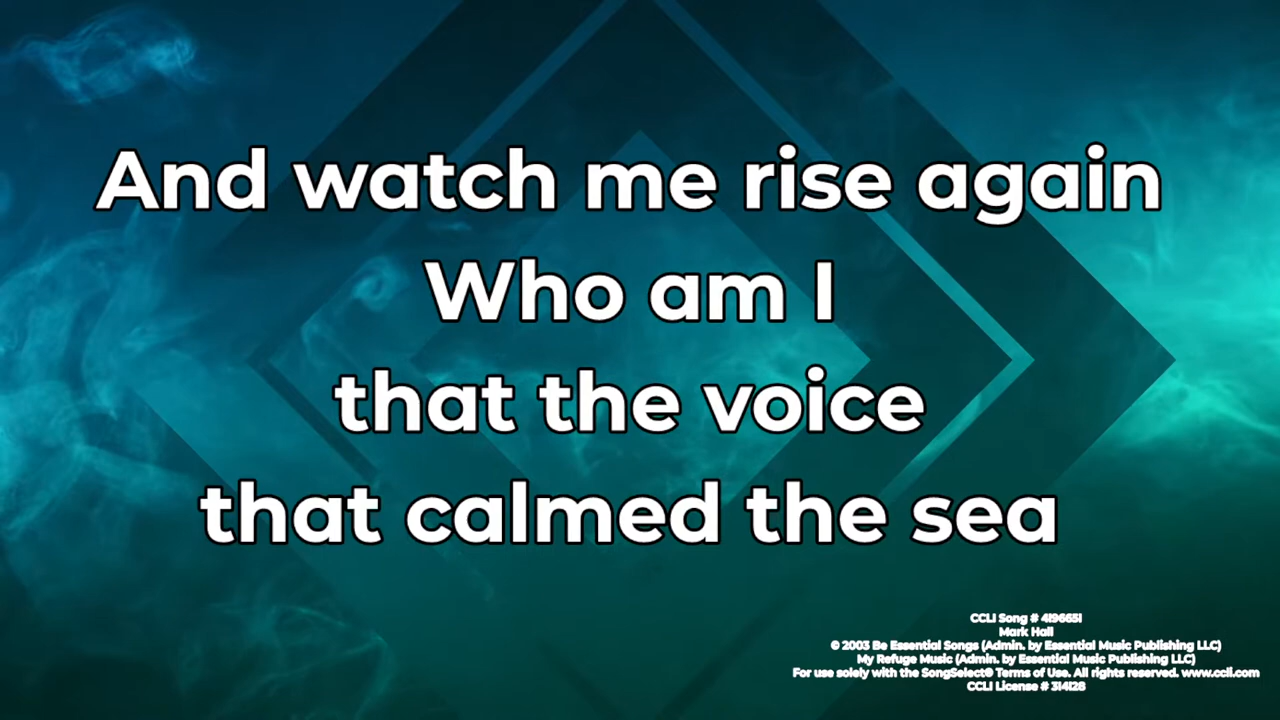 And watch me rise again
Who am I
that the voice
that calmed the sea
CCLI Song # 4196651
Mark Hall
© 2003 Be Essential Songs (Admin. by Essential Music Publishing LLC)
My Refuge Music (Admin. by Essential Music Publishing LLC)
For use solely with the SongSelect® Terms of Use. All rights reserved. www.ccli.com
CCLI License # 314128